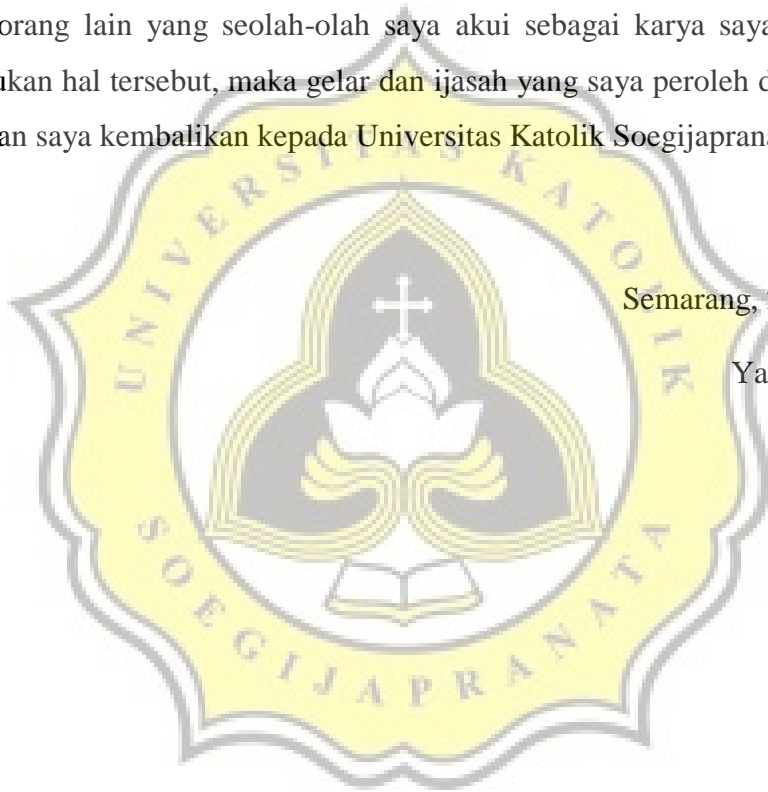 orang lain yang seolah-olah saya akui sebagai karya saya
ukan hal tersebut, maka gelar dan ijasah yang saya peroleh d
an saya kembalikan kepada Universitas Katolik Soegijaprana
Semarang,
Ya
UNIVERSITAS KATOLIK
SOEGIJAPRANATA